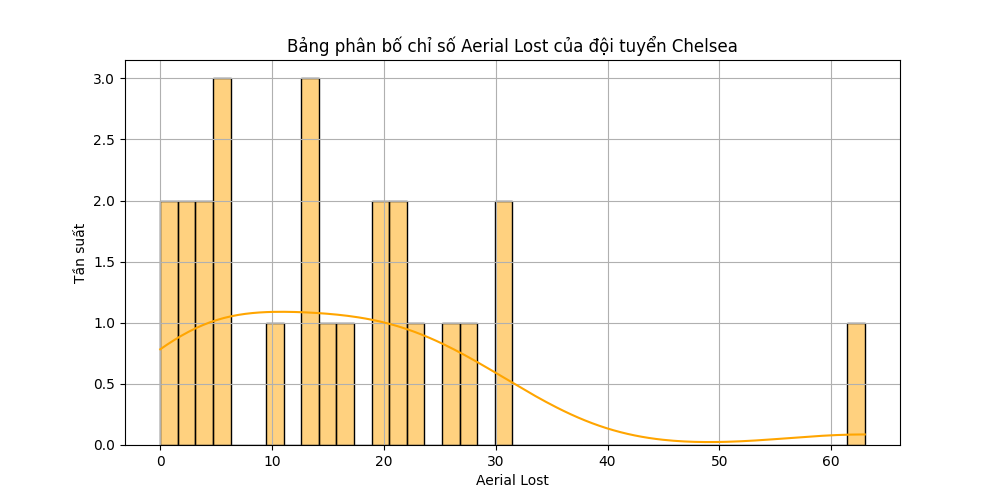 Bảng phân bố chỉ số Aerial Lost của đội tuyển Chelsea
Tần suất
3.0
2.5
2.0
1.5
1.0
0.5
0.0
0 10 20 30 40 50 60
Aerial Lost